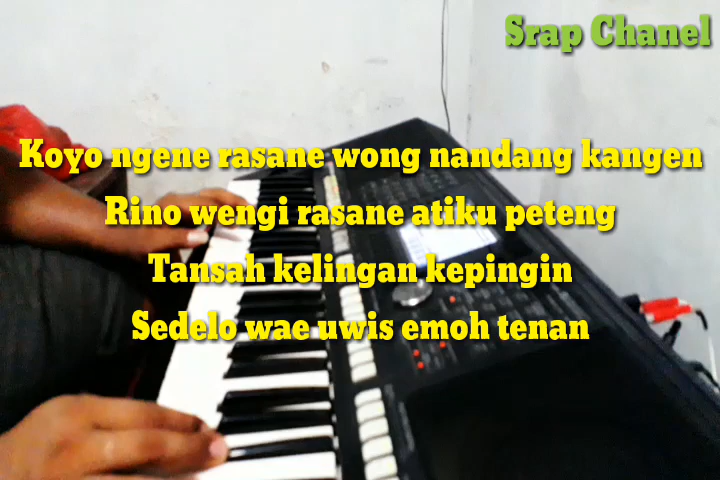 Srap Chanel
Koyo ngene rasane wong nandang kangen
Rino wengi rasane atiku peteng
Tansah kelingan kepingin
Sedelo wae uwis emoh tenan